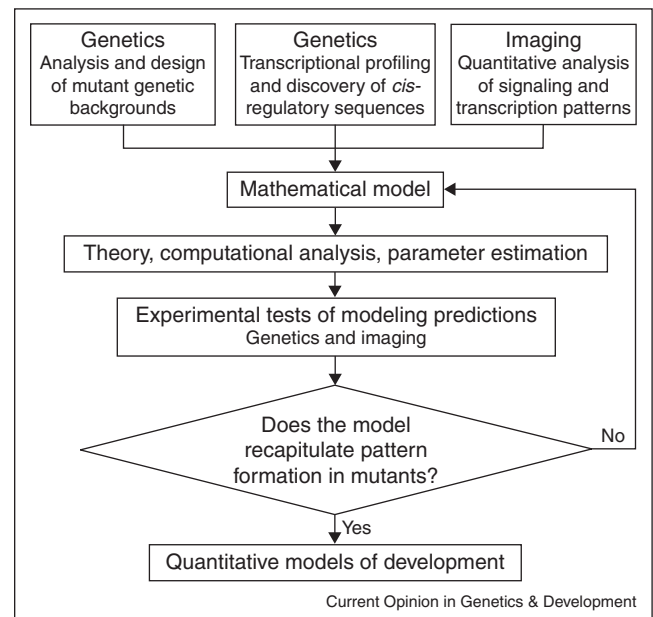 Genetics
Analysis and design
of mutant genetic
backgrounds
Genetics
Transcriptional profiling
and discovery of cis-
regulatory sequences
Imaging
Quantitative analysis
of signaling and
transcription patterns
Mathematical model
Theory, computational analysis, parameter estimation
Experimental tests of modeling predictions
Genetics and imaging
Does the model
recapitulate pattern
formation in mutants?
No
Yes
Quantitative models of development
Current Opinion in Genetics & Development